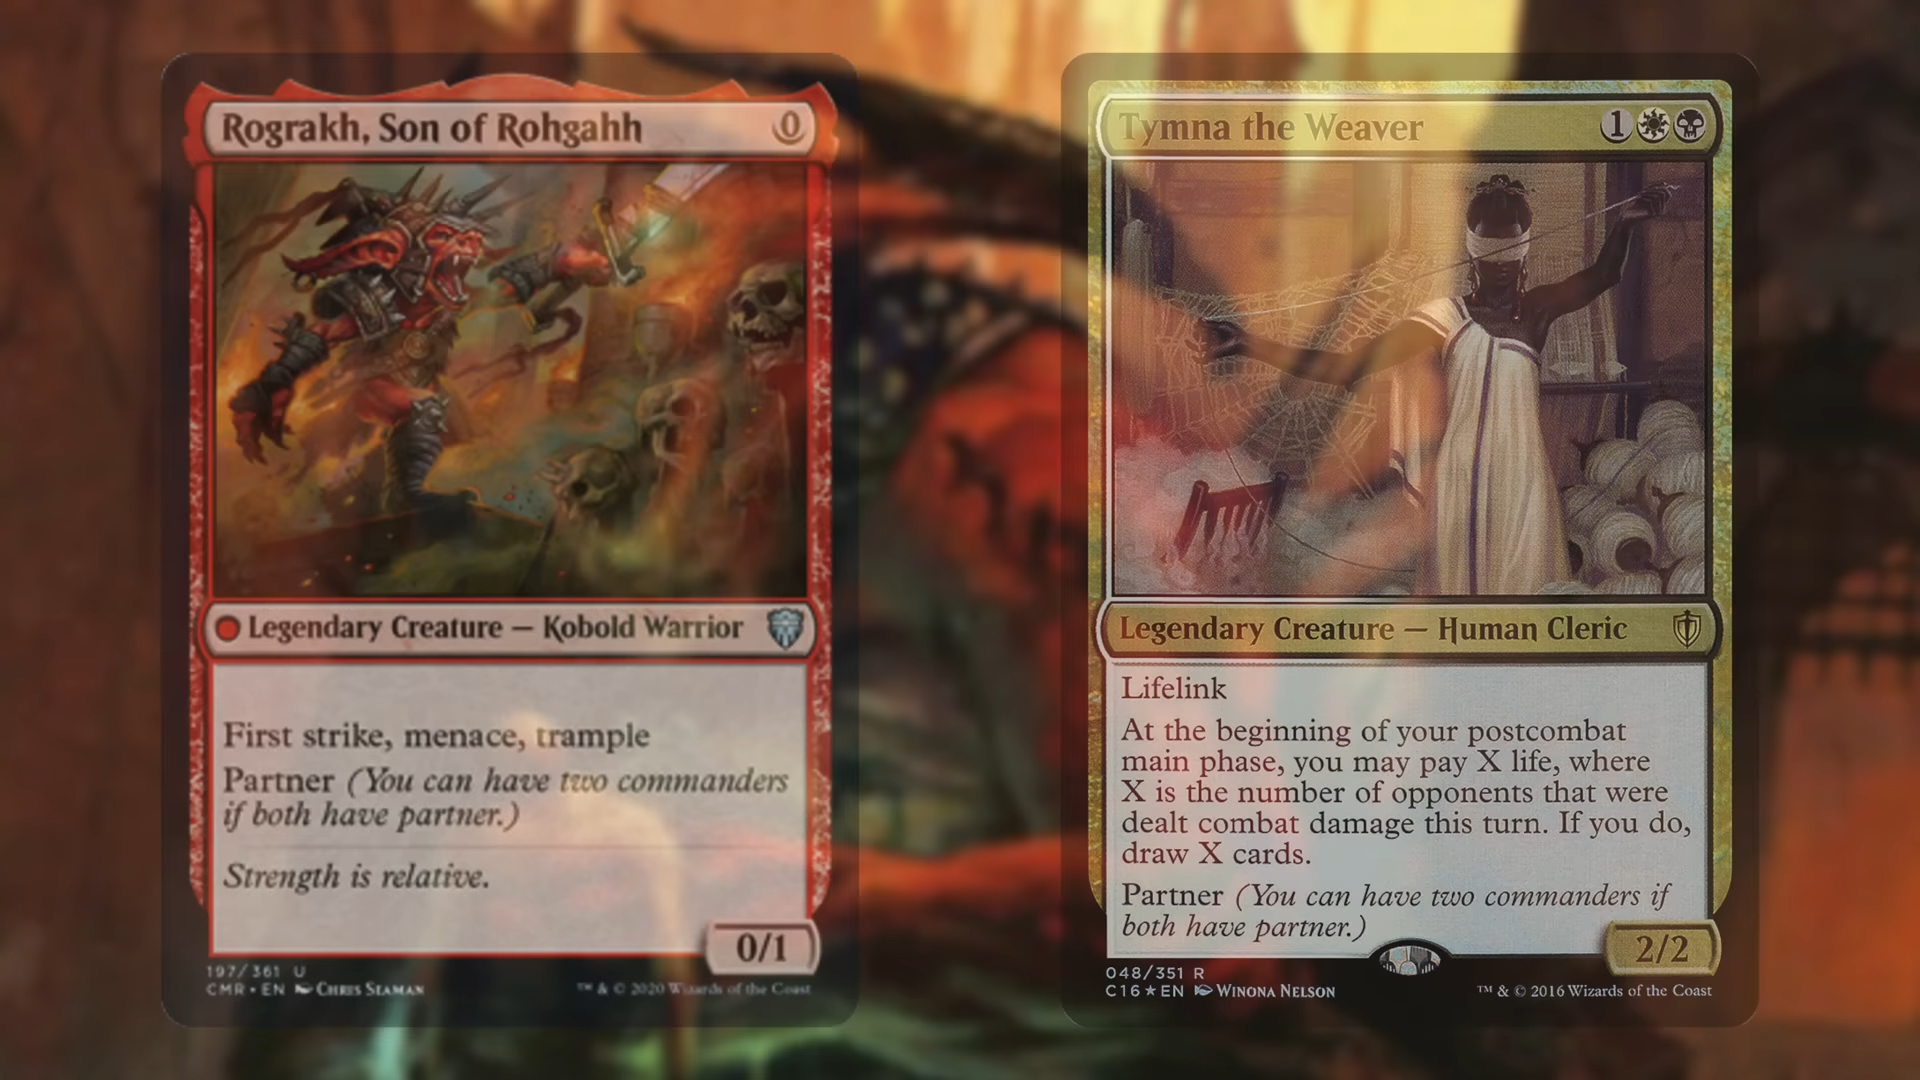 Rograkh, Son of Rohgahh
0
Legendary Creature — Kobold Warrior
First strike, menace, trample
Partner (You can have two commanders
if both have partner.)
Strength is relative.
0/1
197/361 U
CMR • EN Chris Seaman
™ & © 2020 Wizards of the Coast
Tymna the Weaver
1
Legendary Creature — Human Cleric
Lifelink
At the beginning of your postcombat
main phase, you may pay X life, where
X is the number of opponents that were
dealt combat damage this turn. If you do,
draw X cards.
Partner (You can have two commanders if
both have partner.)
2/2
048/351 R
C16 ★ EN Winona Nelson
™ & © 2016 Wizards of the Coast